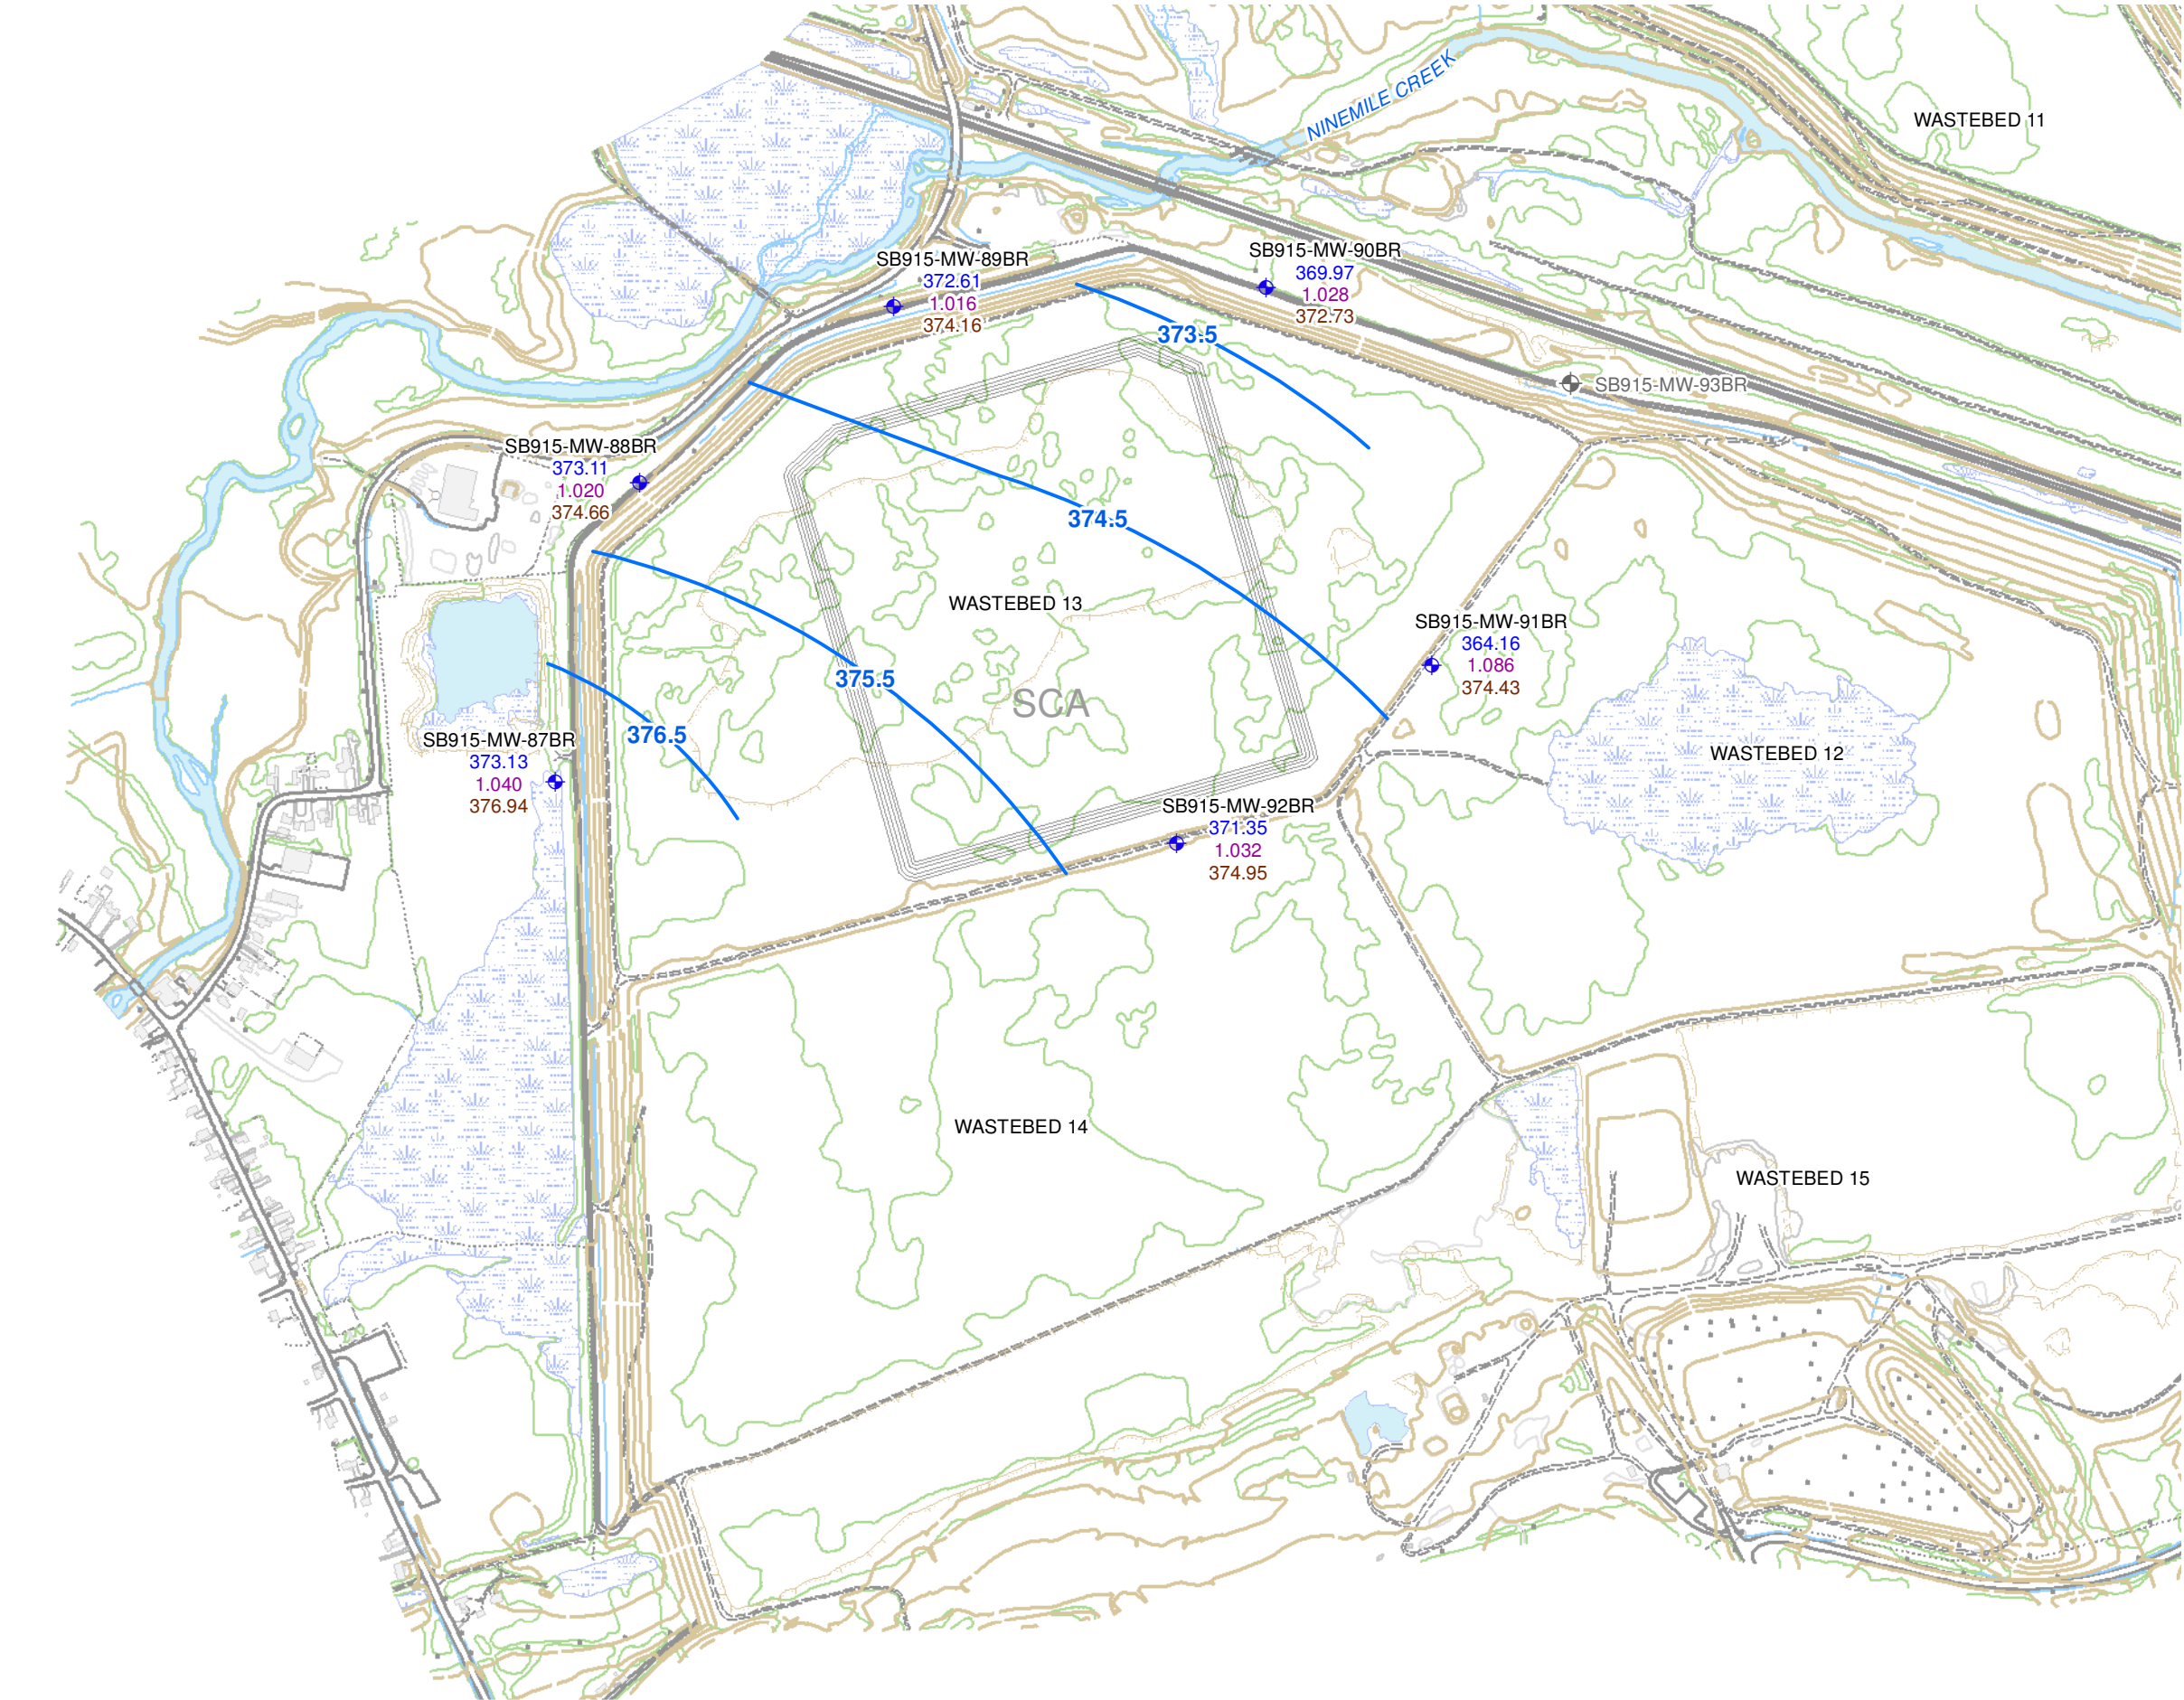 NINEMILE CREEK
WASTEBED 11
SB915-MW-89BR
372.61
1.016
374.16
SB915-MW-90BR
369.97
1.028
372.73
373.5
SB915-MW-93BR
SB915-MW-88BR
373.11
1.020
374.66
374.5
WASTEBED 13
SB915-MW-91BR
364.16
1.086
374.43
375.5
SCA
376.5
SB915-MW-87BR
373.13
1.040
376.94
WASTEBED 12
SB915-MW-92BR
371.35
1.032
374.95
WASTEBED 14
WASTEBED 15